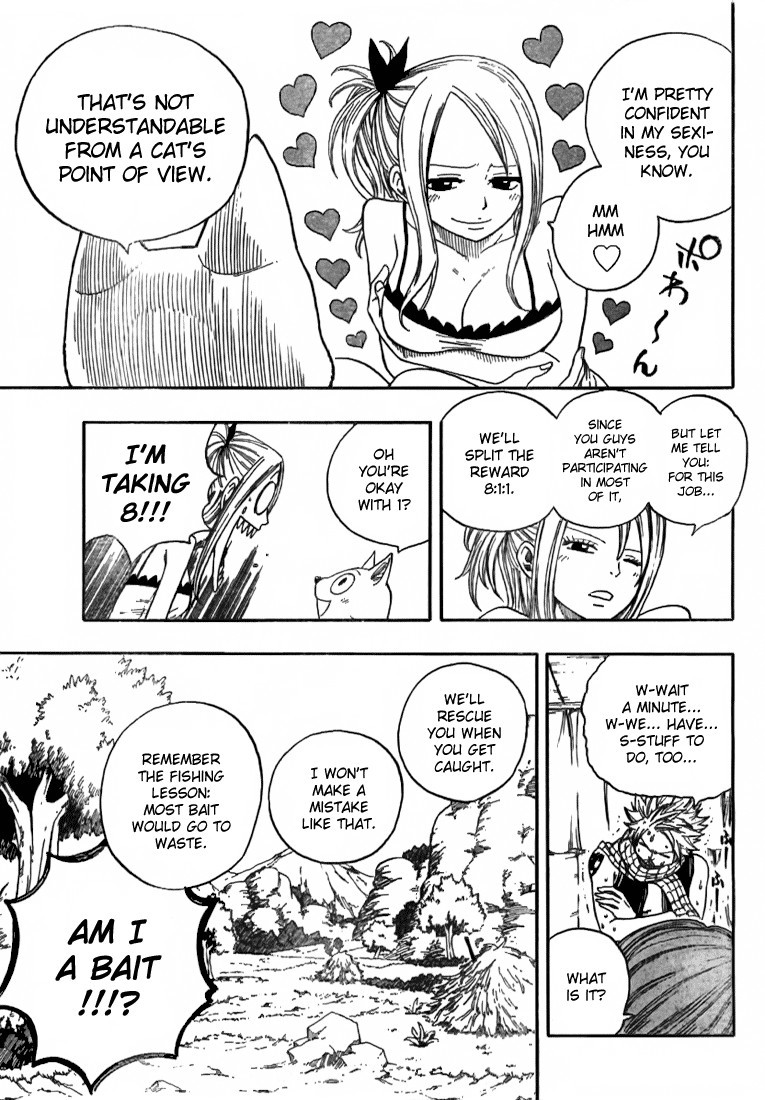 I'M PRETTY
CONFIDENT
IN MY SEXI-
NESS, YOU
KNOW.
MM
HMM
♡
ポわ~ん
THAT'S NOT
UNDERSTANDABLE
FROM A CAT'S
POINT OF VIEW.
BUT LET
ME TELL
YOU:
FOR THIS
JOB...
SINCE
YOU GUYS
AREN'T
PARTICIPATING
IN MOST
OF IT,
WE'LL
SPLIT THE
REWARD
8:1:1.
OH
YOU'RE
OKAY
WITH 1?
I'M
TAKING
8!!!
W-WAIT
A MINUTE...
W-WE... HAVE...
S-STUFF TO
DO, TOO...
WHAT
IS IT?
WE'LL
RESCUE
YOU WHEN
YOU GET
CAUGHT.
I WON'T
MAKE A
MISTAKE
LIKE THAT.
REMEMBER
THE FISHING
LESSON:
MOST BAIT
WOULD GO TO
WASTE.
AM I
A BAIT
!!!?